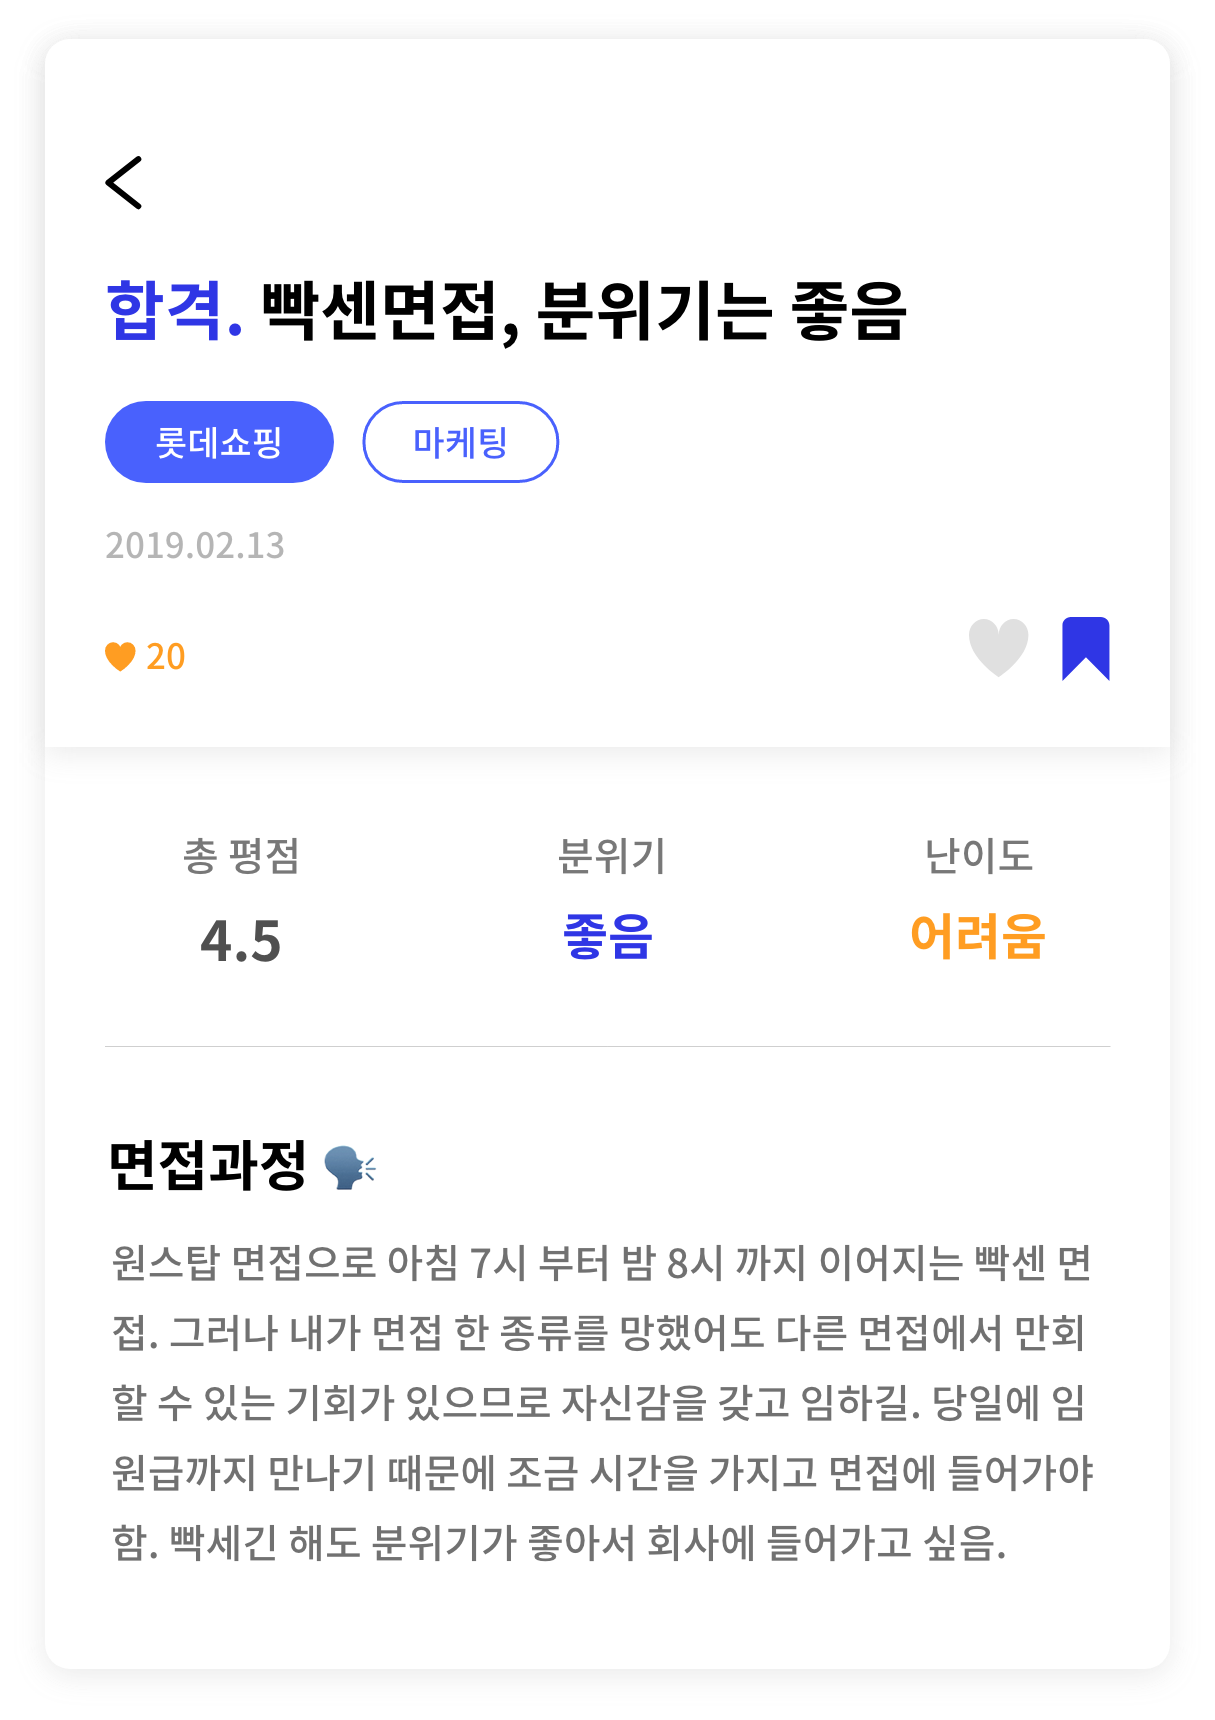 합격. 빡센면접, 분위기는 좋음
롯데쇼핑 마케팅
2019.02.13
20
총 평점 분위기 난이도
4.5 좋음 어려움
면접과정
원스탑 면접으로 아침 7시 부터 밤 8시 까지 이어지는 빡센 면
접. 그러나 내가 면접 한 종류를 망했어도 다른 면접에서 만회
할 수 있는 기회가 있으므로 자신감을 갖고 임하길. 당일에 임
원급까지 만나기 때문에 조금 시간을 가지고 면접에 들어가야
함. 빡세긴 해도 분위기가 좋아서 회사에 들어가고 싶음.